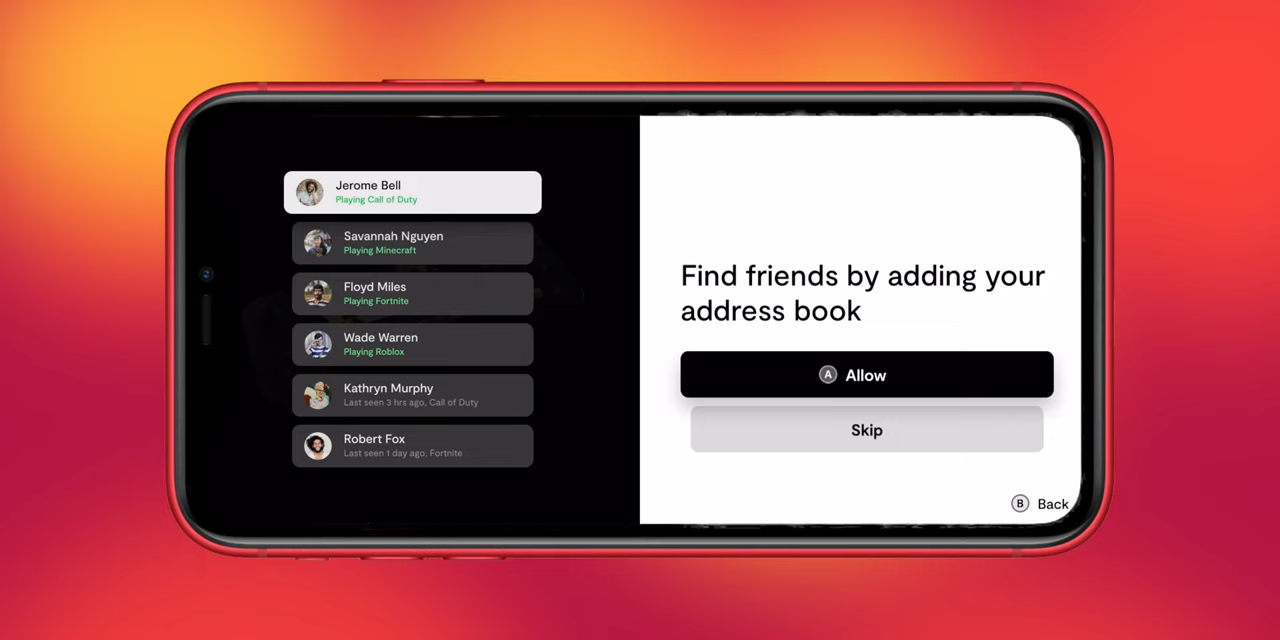 Jerome Bell
Playing Call of Duty
Savannah Nguyen
Playing Minecraft
Floyd Miles
Playing Fortnite
Wade Warren
Playing Roblox
Kathryn Murphy
Last seen 3 hrs ago, Call of Duty
Robert Fox
Last seen 1 day ago, Fortnite
Find friends by adding your
address book
A Allow
Skip
B Back